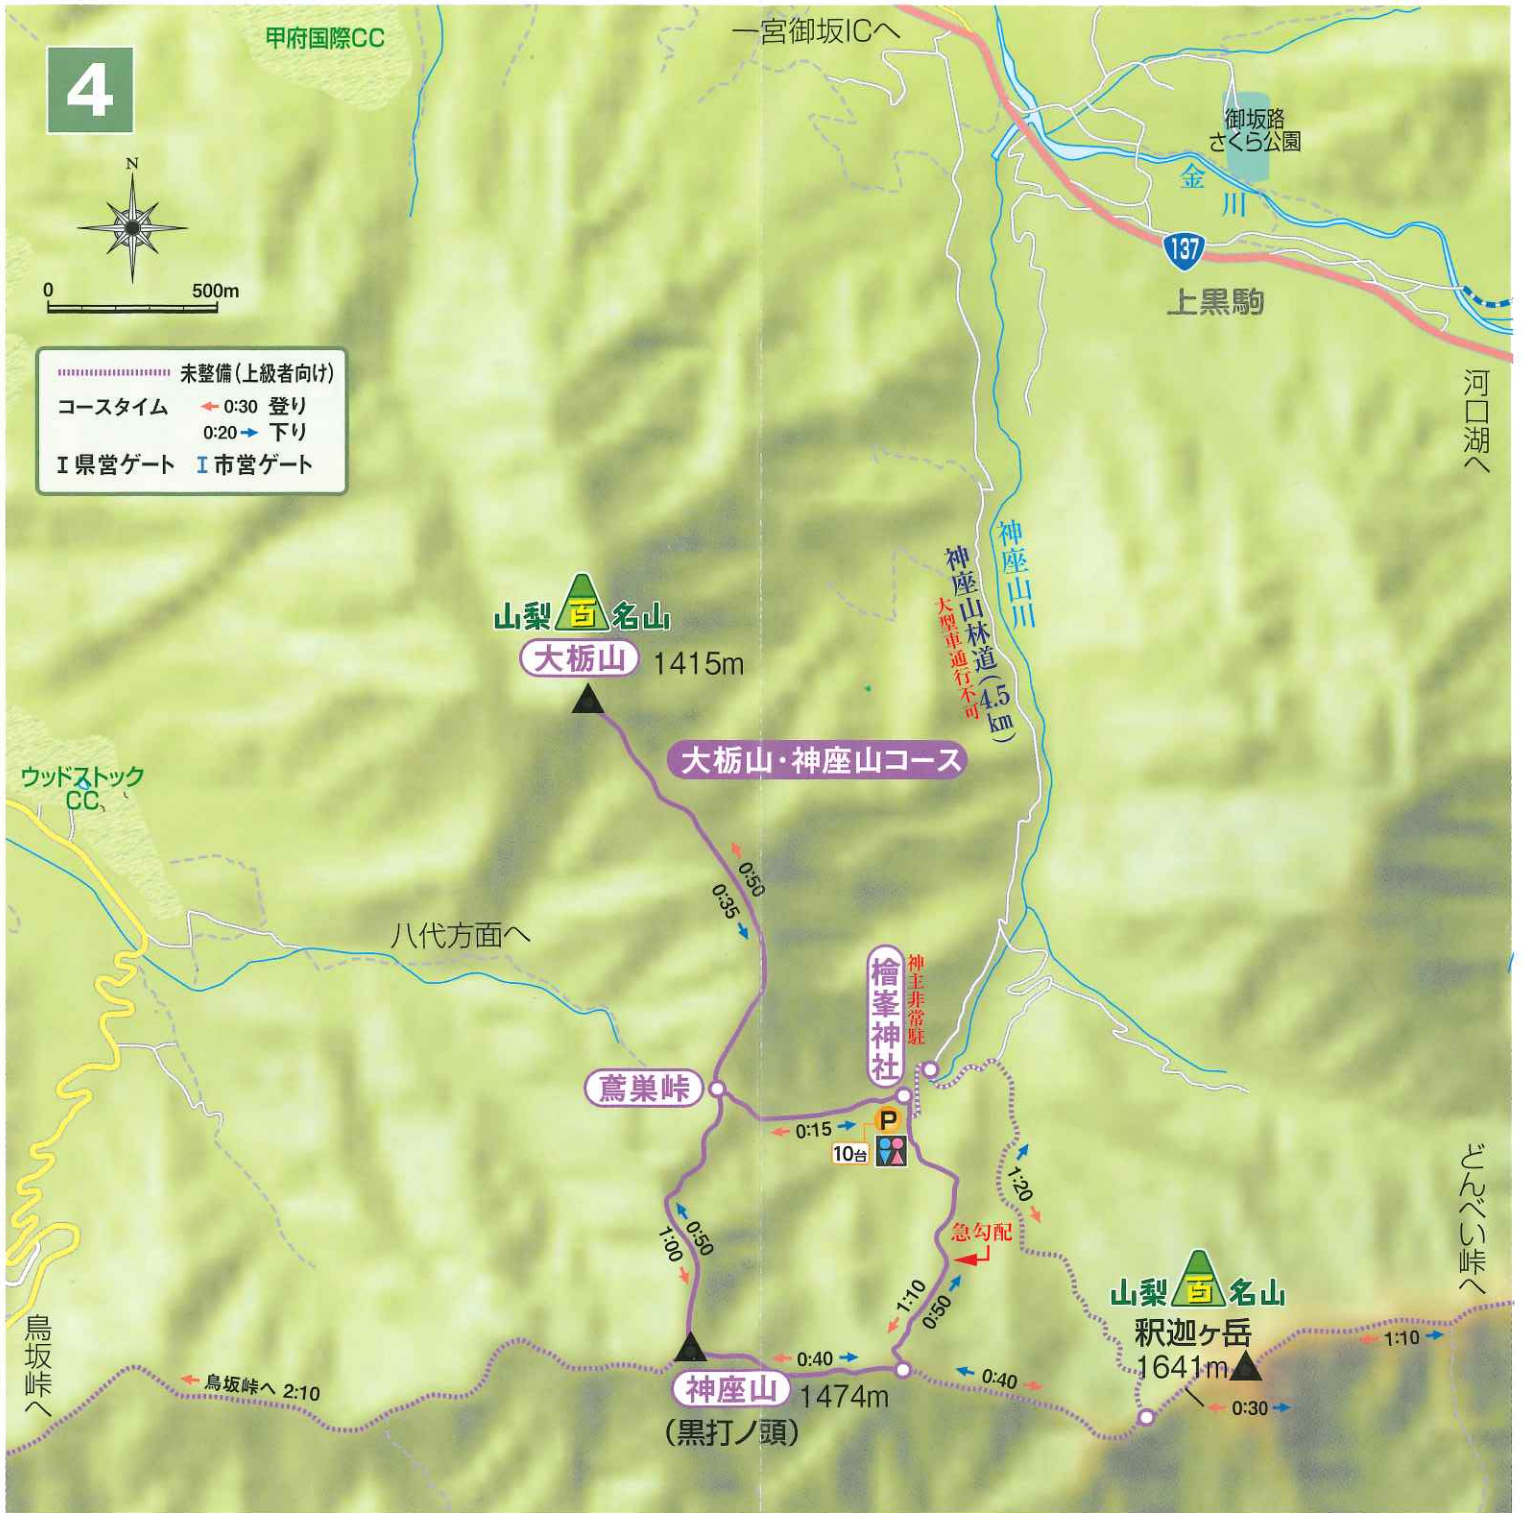 甲府国際CC
一宮御坂ICへ
4
御坂路
さくら公園
金川
N
137
0 500m
上黒駒
未整備(上級者向け)
コースタイム 0:30 登り
0:20 下り
県営ゲート 市営ゲート
河口湖へ
神座山川
神座山林道(4.5km)
大型車通行不可
山梨百名山
大栃山 1415m
大栃山・神座山コース
ウッドストック
CC
0:50
0:35
八代方面へ
檜峯神社
神主非常駐
鳶巣峠
0:15
P
10台
1:20
どんべい峠へ
0:50
1:00
急勾配
1:10
0:50
山梨百名山
釈迦ヶ岳
1641m
1:10
鳥坂峠へ
0:40
0:40
鳥坂峠へ 2:10
神座山 1474m
(黒打ノ頭)
0:30